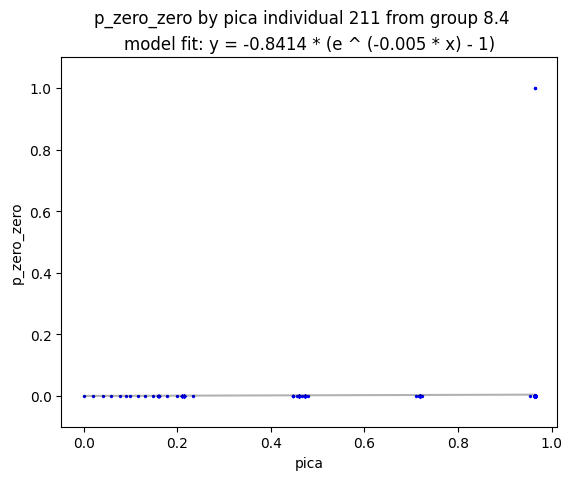 p_zero_zero by pica individual 211 from group 8.4
model fit: y = -0.8414 * (e ^ (-0.005 * x) - 1)
1.0
0.8
0.6
0.4
0.2
0.0
p_zero_zero
0.0 0.2 0.4 0.6 0.8 1.0
pica